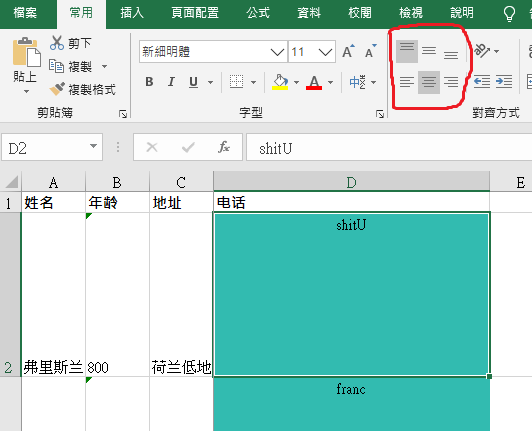 檔案 常用 插入 頁面配置 公式 資料 校閱 檢視 說明
剪下
新細明體 11 A A
複製
貼上
複製格式
B I U A 中
剪貼簿 字型 對齊方式
D2 fx shitU
A B C D E
1 姓名 年龄 地址 电话
shitU
2 弗里斯兰 800 荷兰低地
franc